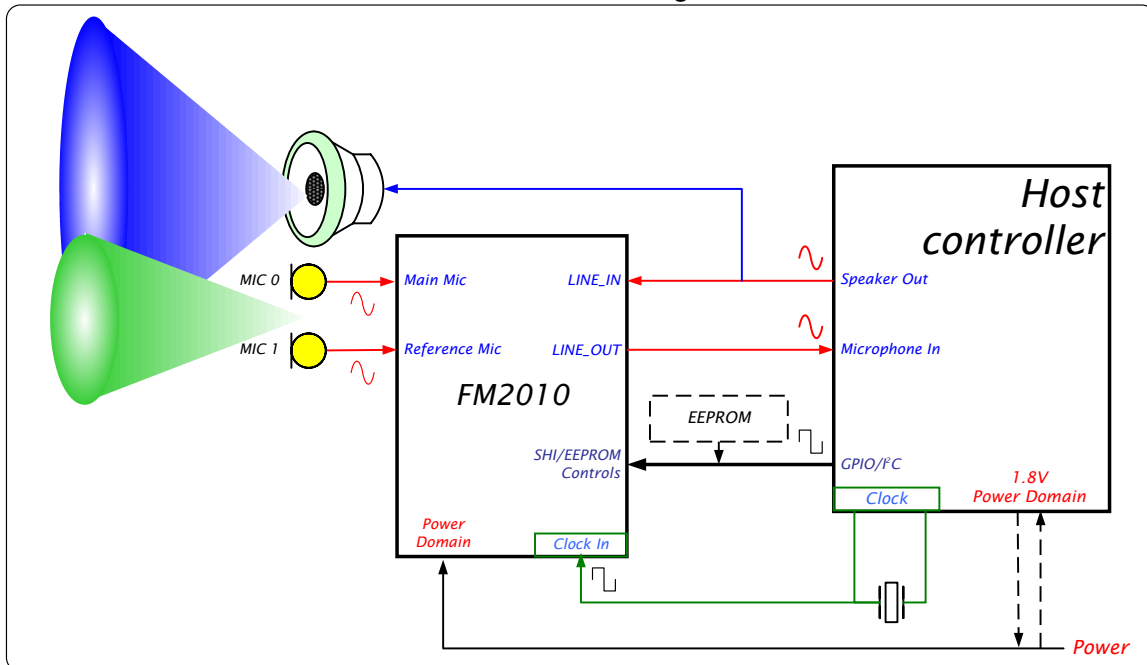 Host
controller
MIC 0
Main Mic
LINE_IN
Speaker Out
MIC 1
Reference Mic
LINE_OUT
Microphone In
FM2010
EEPROM
SHI/EEPROM
Controls
GPIO/I²C
Clock
1.8V
Power Domain
Power
Domain
Clock In
Power